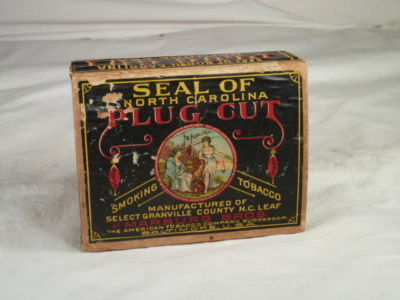 SEAL OF
NORTH CAROLINA
PLUG CUT
SMOKING TOBACCO
MANUFACTURED OF
SELECT GRANVILLE COUNTY N.C. LEAF
MARBURG BROS.
THE AMERICAN TOBACCO COMPANY, SUCCESSOR.
BALTIMORE, U.S.A.